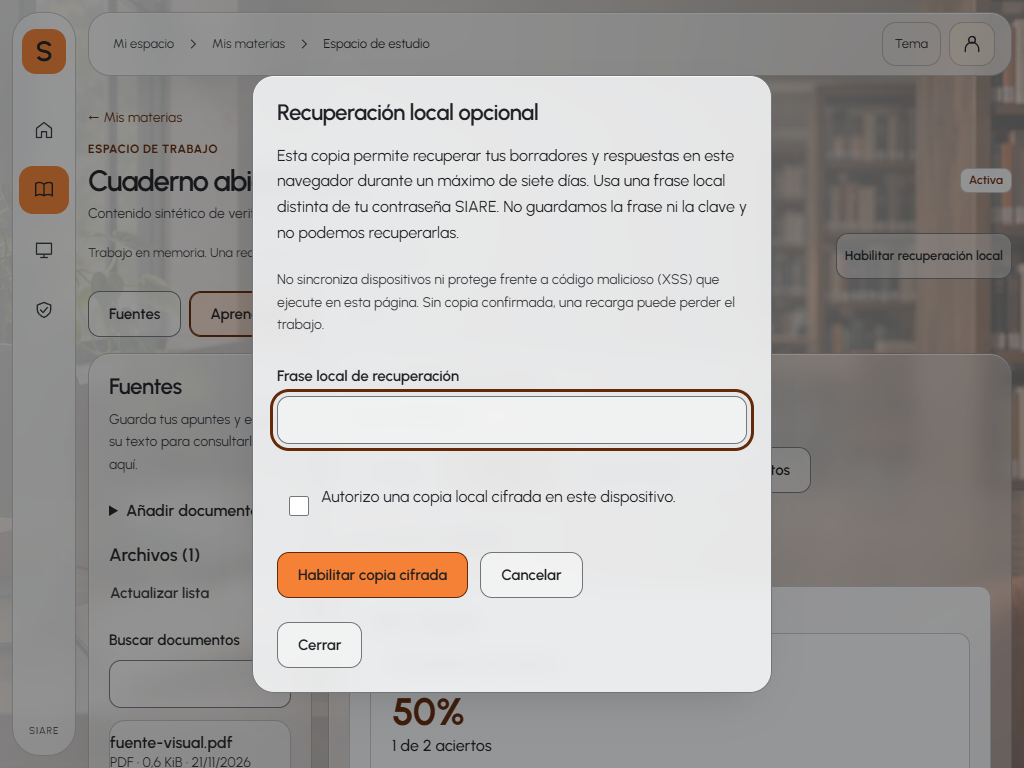 S
Mi espacio
Mis materias
Espacio de estudio
Tema
← Mis materias
ESPACIO DE TRABAJO
Cuaderno abi
Activa
Contenido sintético de veri
Trabajo en memoria. Una rec
Habilitar recuperación local
Fuentes
Apren
Fuentes
Guarda tus apuntes y e
su texto para consultarl
aquí.
Añadir document
Archivos (1)
Actualizar lista
Buscar documentos
fuente-visual.pdf
PDF · 0,6 KiB · 21/11/2026
SIARE
Recuperación local opcional
Esta copia permite recuperar tus borradores y respuestas en este
navegador durante un máximo de siete días. Usa una frase local
distinta de tu contraseña SIARE. No guardamos la frase ni la clave y
no podemos recuperarlas.
No sincroniza dispositivos ni protege frente a código malicioso (XSS) que
ejecute en esta página. Sin copia confirmada, una recarga puede perder el
trabajo.
Frase local de recuperación
Autorizo una copia local cifrada en este dispositivo.
Habilitar copia cifrada
Cancelar
Cerrar
tos
50%
1 de 2 aciertos